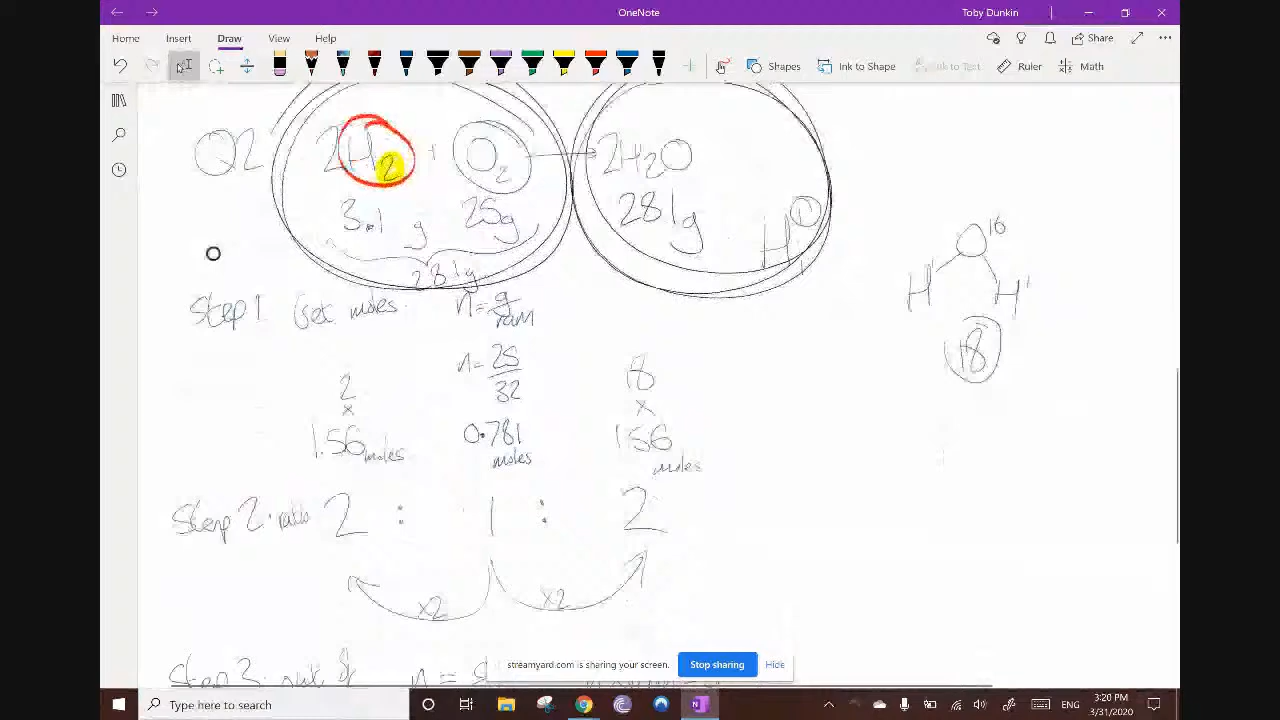 OneNote
Toby Dunkin
Home Insert Draw View Help
Share
Shapes Ink to Shape Ink to Text Ruler Math
Q2 2H2 + O2 → 2H2O
3.1 g 25g 281g
H 1
O 16
H 1 H 1
281g
18
Step 1. Get moles. n = g
ram
n = 25
32
2 18
x x
1.56 moles 0.781 moles 156 moles
Step 2. ratio 2 : 1 : 2
x2 x2
streamyard.com is sharing your screen. Stop sharing Hide
Step 3. n =
Type here to search
ENG
3:20 PM
3/31/2020